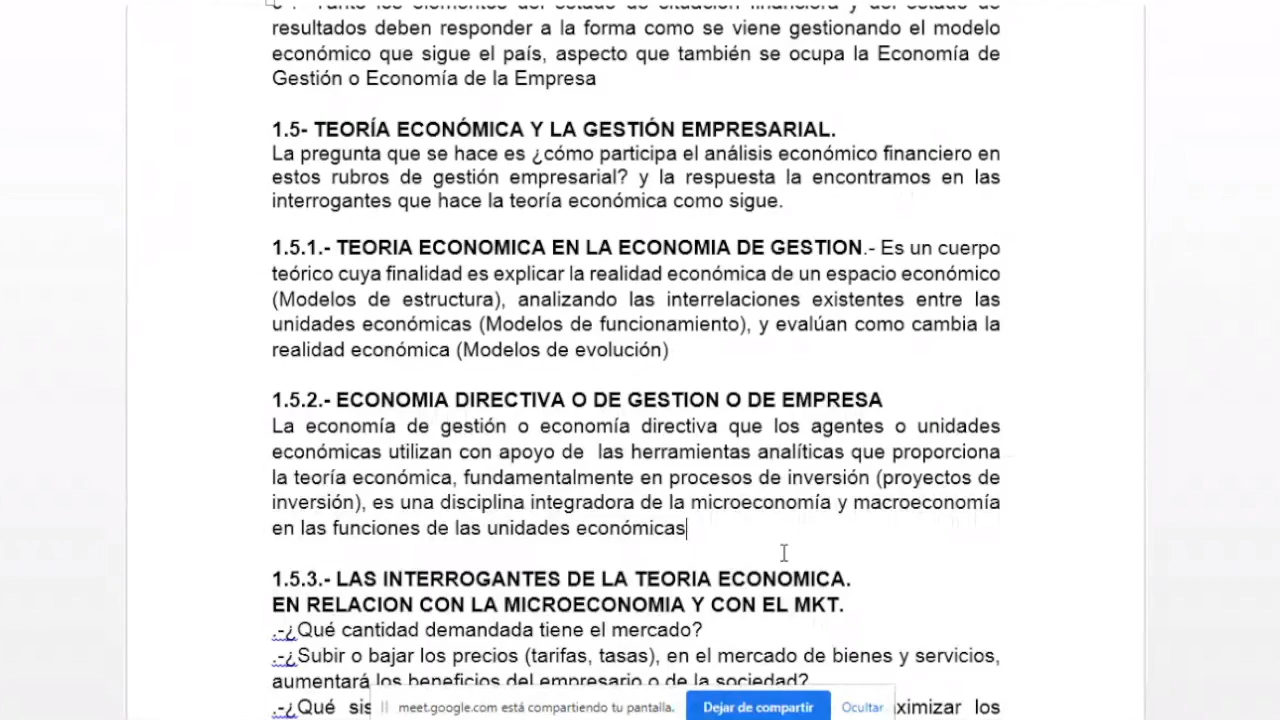 resultados deben responder a la forma como se viene gestionando el modelo
económico que sigue el país, aspecto que también se ocupa la Economía de
Gestión o Economía de la Empresa
1.5- TEORÍA ECONÓMICA Y LA GESTIÓN EMPRESARIAL.
La pregunta que se hace es ¿cómo participa el análisis económico financiero en
estos rubros de gestión empresarial? y la respuesta la encontramos en las
interrogantes que hace la teoría económica como sigue.
1.5.1.- TEORIA ECONOMICA EN LA ECONOMIA DE GESTION.- Es un cuerpo
teórico cuya finalidad es explicar la realidad económica de un espacio económico
(Modelos de estructura), analizando las interrelaciones existentes entre las
unidades económicas (Modelos de funcionamiento), y evalúan como cambia la
realidad económica (Modelos de evolución)
1.5.2.- ECONOMIA DIRECTIVA O DE GESTION O DE EMPRESA
La economía de gestión o economía directiva que los agentes o unidades
económicas utilizan con apoyo de las herramientas analíticas que proporciona
la teoría económica, fundamentalmente en procesos de inversión (proyectos de
inversión), es una disciplina integradora de la microeconomía y macroeconomía
en las funciones de las unidades económicas
1.5.3.- LAS INTERROGANTES DE LA TEORIA ECONOMICA.
EN RELACION CON LA MICROECONOMIA Y CON EL MKT.
.-¿Qué cantidad demandada tiene el mercado?
.-¿Subir o bajar los precios (tarifas, tasas), en el mercado de bienes y servicios,
aumentará los beneficios del empresario o de la sociedad?
.-¿Qué los
meet.google.com está compartiendo tu pantalla. Dejar de compartir Ocultar